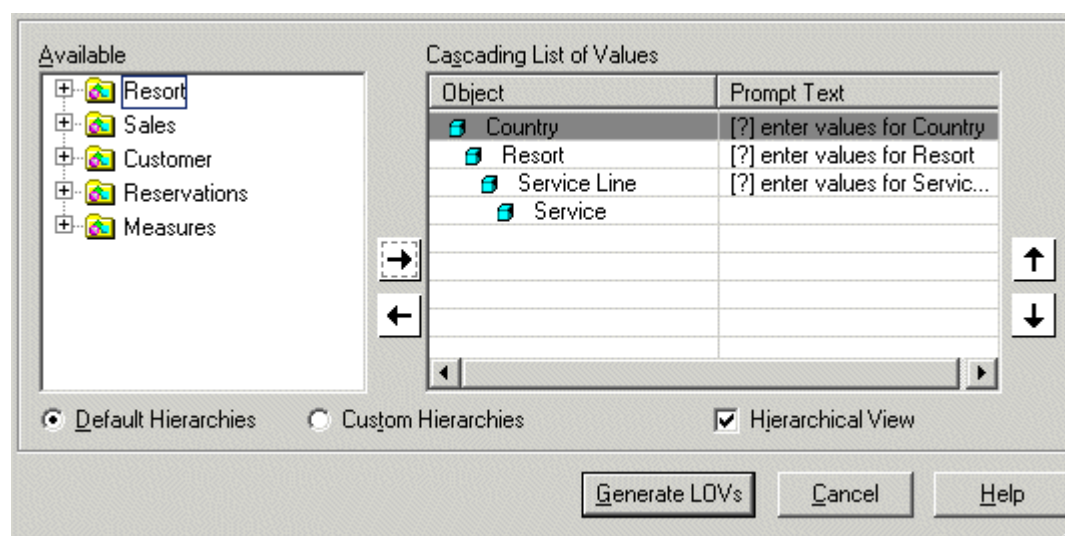 Available
Resort
Sales
Customer
Reservations
Measures
Cascading List of Values
Object Prompt Text
Country [?] enter values for Country
Resort [?] enter values for Resort
Service Line [?] enter values for Servic...
Service
Default Hierarchies Custom Hierarchies Hierarchical View
Generate LOVs Cancel Help